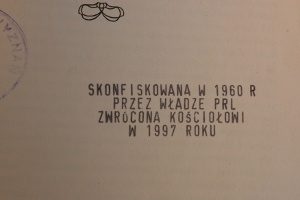 SKONFISKOWANA W 1960 R
PRZEZ WŁADZE PRL
ZWRÓCONA KOŚCIOŁOWI
W 1997 ROKU